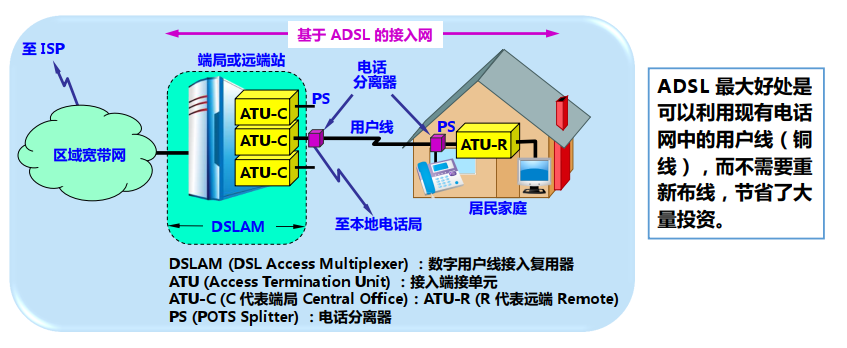 基于 ADSL 的接入网
至 ISP
端局或远端站
电话
分离器
PS
ATU-C
ATU-C
ATU-C
用户线
PS
ATU-R
区域宽带网
居民家庭
至本地电话局
DSLAM
DSLAM (DSL Access Multiplexer) ：数字用户线接入复用器
ATU (Access Termination Unit) ：接入端接单元
ATU-C (C 代表端局 Central Office)：ATU-R (R 代表远端 Remote)
PS (POTS Splitter) ：电话分离器
ADSL 最大好处是
可以利用现有电话
网中的用户线（铜
线），而不需要重
新布线，节省了大
量投资。